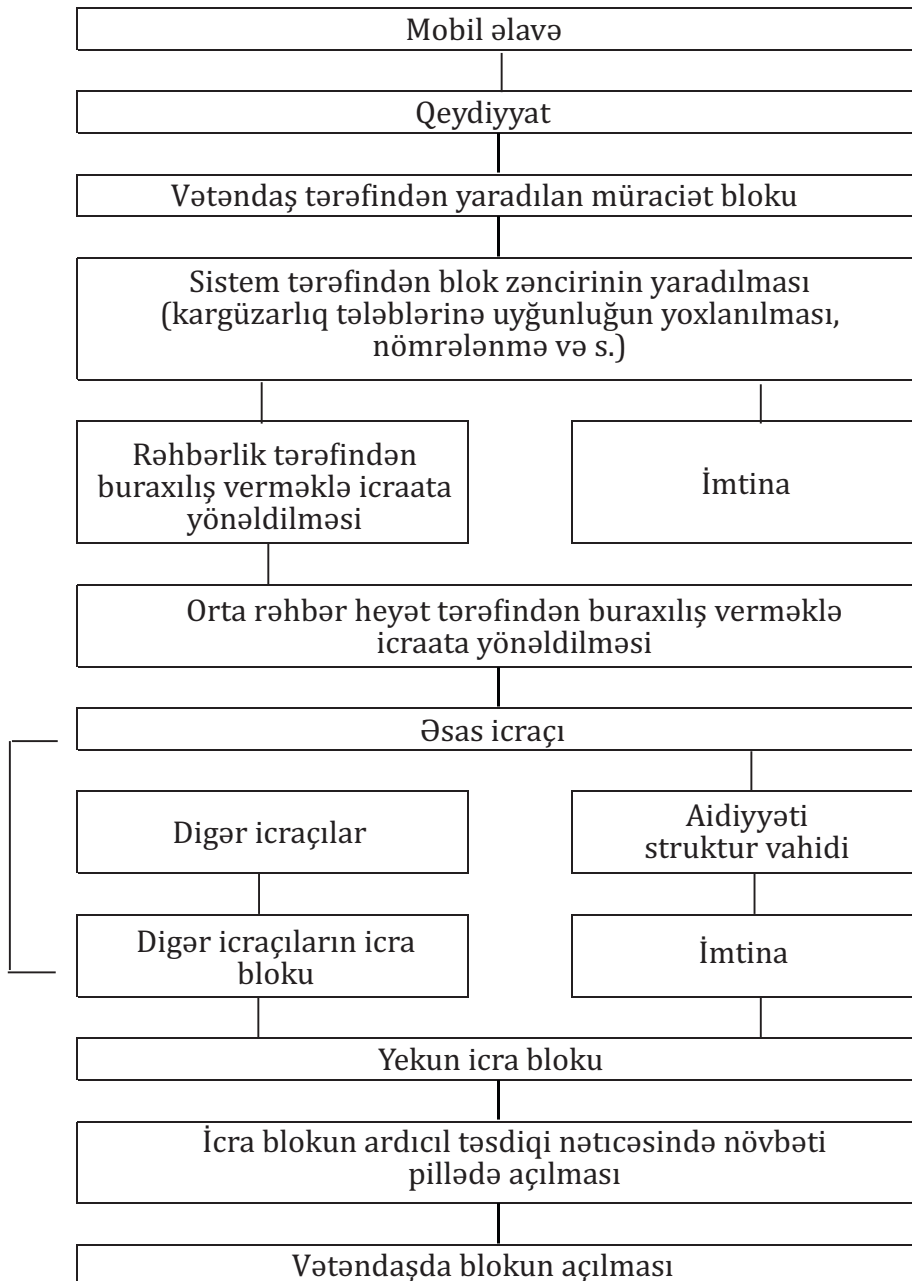 Mobil əlavə
Qeydiyyat
Vətəndaş tərəfindən yaradılan müraciət bloku
Sistem tərəfindən blok zəncirinin yaradılması
(kargüzarlıq tələblərinə uyğunluğun yoxlanılması,
nömrələnmə və s.)
Rəhbərlik tərəfindən
buraxılış verməklə icraata
yönəldilməsi
İmtina
Orta rəhbər heyət tərəfindən buraxılış verməklə
icraata yönəldilməsi
Əsas icraçı
Digər icraçılar
Aidiyyəti
struktur vahidi
Digər icraçıların icra
bloku
İmtina
Yekun icra bloku
İcra blokun ardıcıl təsdiqi nətıcəsində növbəti
pillədə açılması
Vətəndaşda blokun açılması